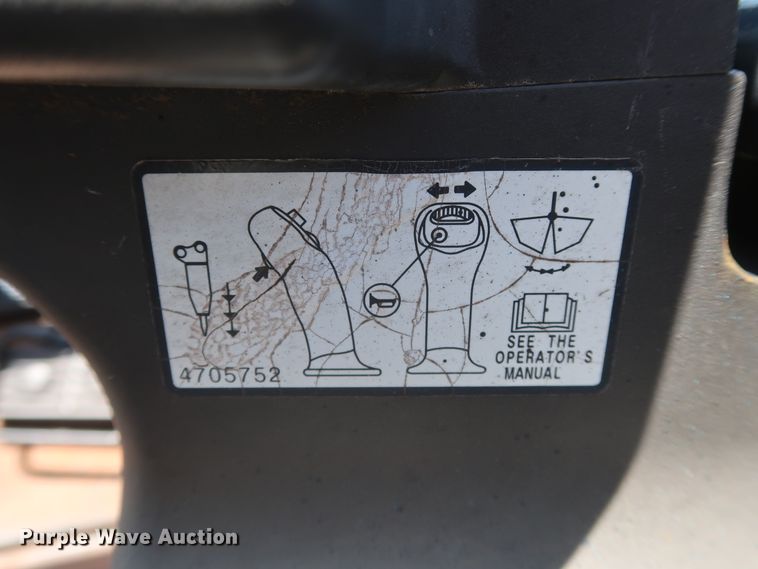 4705752
SEE THE
OPERATOR'S
MANUAL
Purple Wave Auction